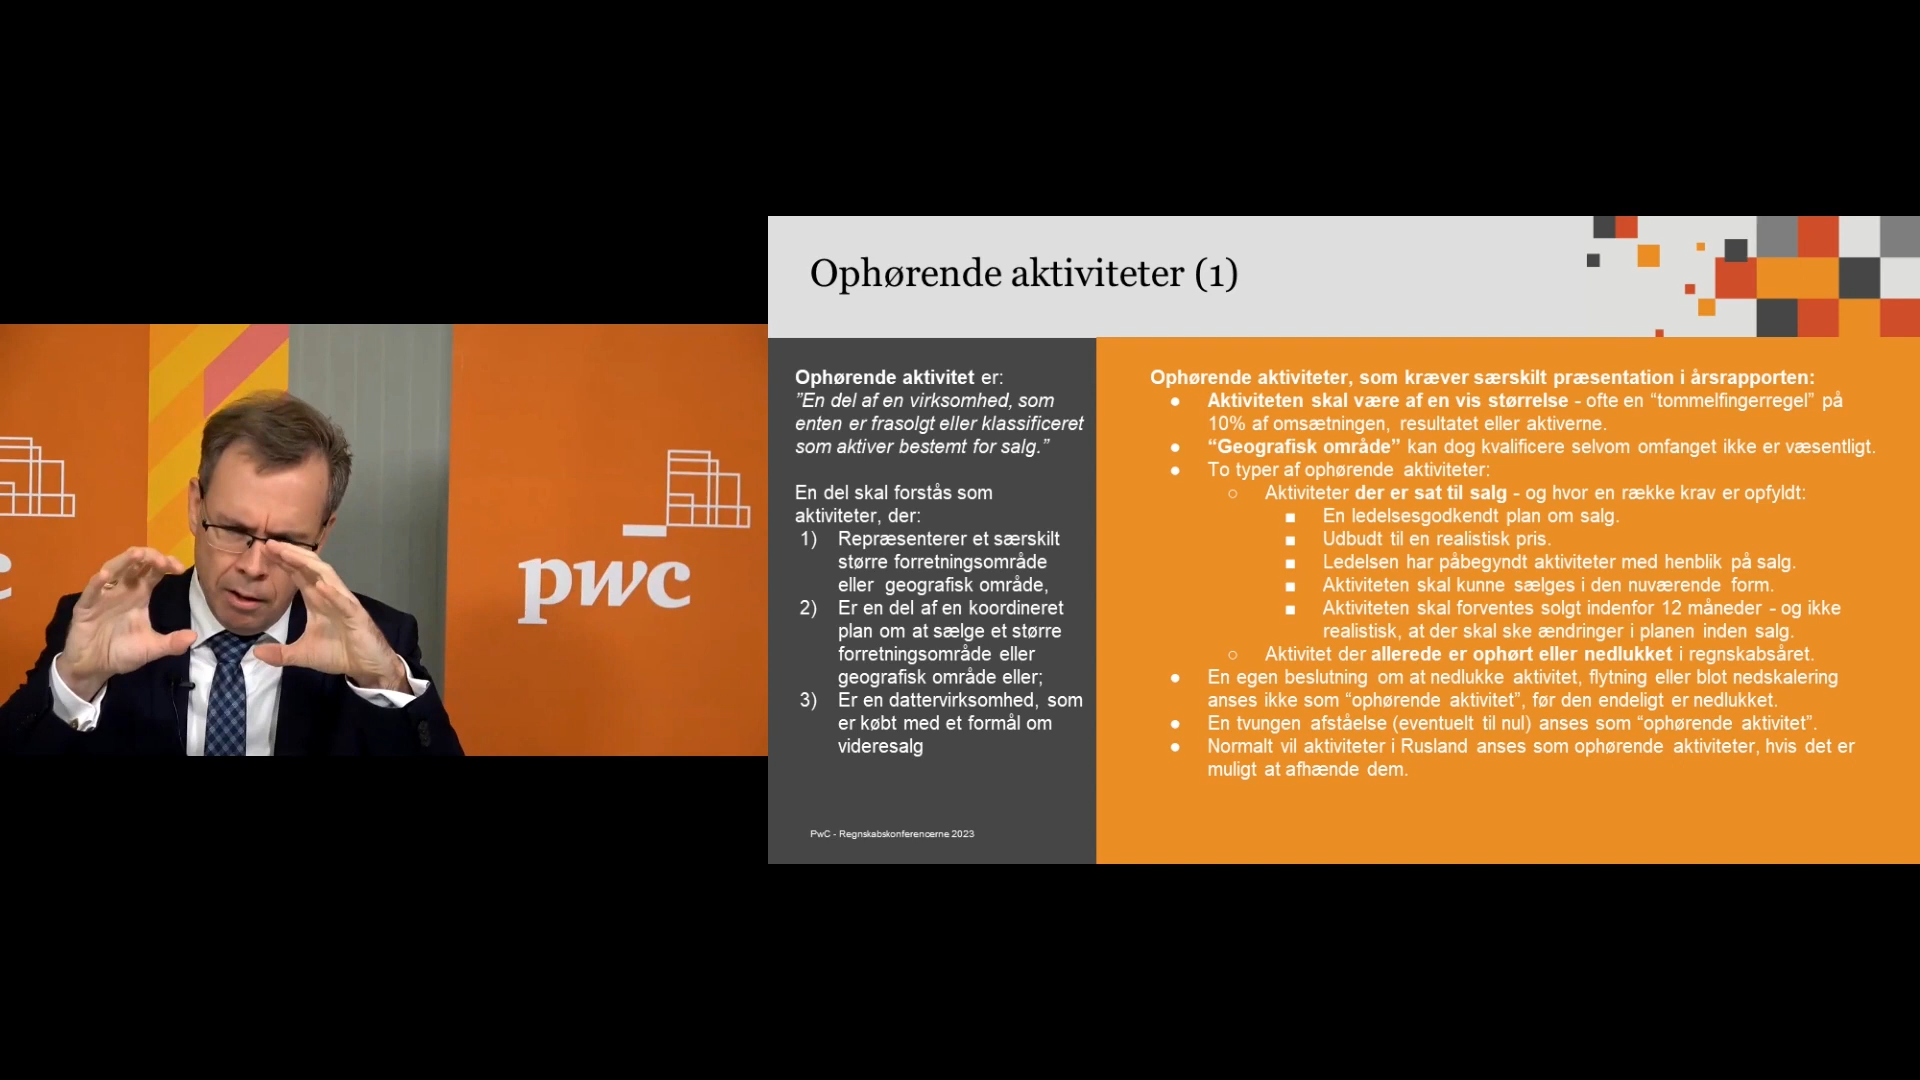 pwc
Ophørende aktiviteter (1)
Ophørende aktivitet er:
”En del af en virksomhed, som
enten er frasolgt eller klassificeret
som aktiver bestemt for salg.”
En del skal forstås som
aktiviteter, der:
1) Repræsenterer et særskilt
større forretningsområde
eller geografisk område,
2) Er en del af en koordineret
plan om at sælge et større
forretningsområde eller
geografisk område eller;
3) Er en dattervirksomhed, som
er købt med et formål om
videresalg
PwC - Regnskabskonferencerne 2023
Ophørende aktiviteter, som kræver særskilt præsentation i årsrapporten:
● Aktiviteten skal være af en vis størrelse - ofte en “tommelfingerregel” på
10% af omsætningen, resultatet eller aktiverne.
● “Geografisk område” kan dog kvalificere selvom omfanget ikke er væsentligt.
● To typer af ophørende aktiviteter:
○ Aktiviteter der er sat til salg - og hvor en række krav er opfyldt:
■ En ledelsesgodkendt plan om salg.
■ Udbudt til en realistisk pris.
■ Ledelsen har påbegyndt aktiviteter med henblik på salg.
■ Aktiviteten skal kunne sælges i den nuværende form.
■ Aktiviteten skal forventes solgt indenfor 12 måneder - og ikke
realistisk, at der skal ske ændringer i planen inden salg.
○ Aktivitet der allerede er ophørt eller nedlukket i regnskabsåret.
● En egen beslutning om at nedlukke aktivitet, flytning eller blot nedskalering
anses ikke som “ophørende aktivitet”, før den endeligt er nedlukket.
● En tvungen afståelse (eventuelt til nul) anses som “ophørende aktivitet”.
● Normalt vil aktiviteter i Rusland anses som ophørende aktiviteter, hvis det er
muligt at afhænde dem.